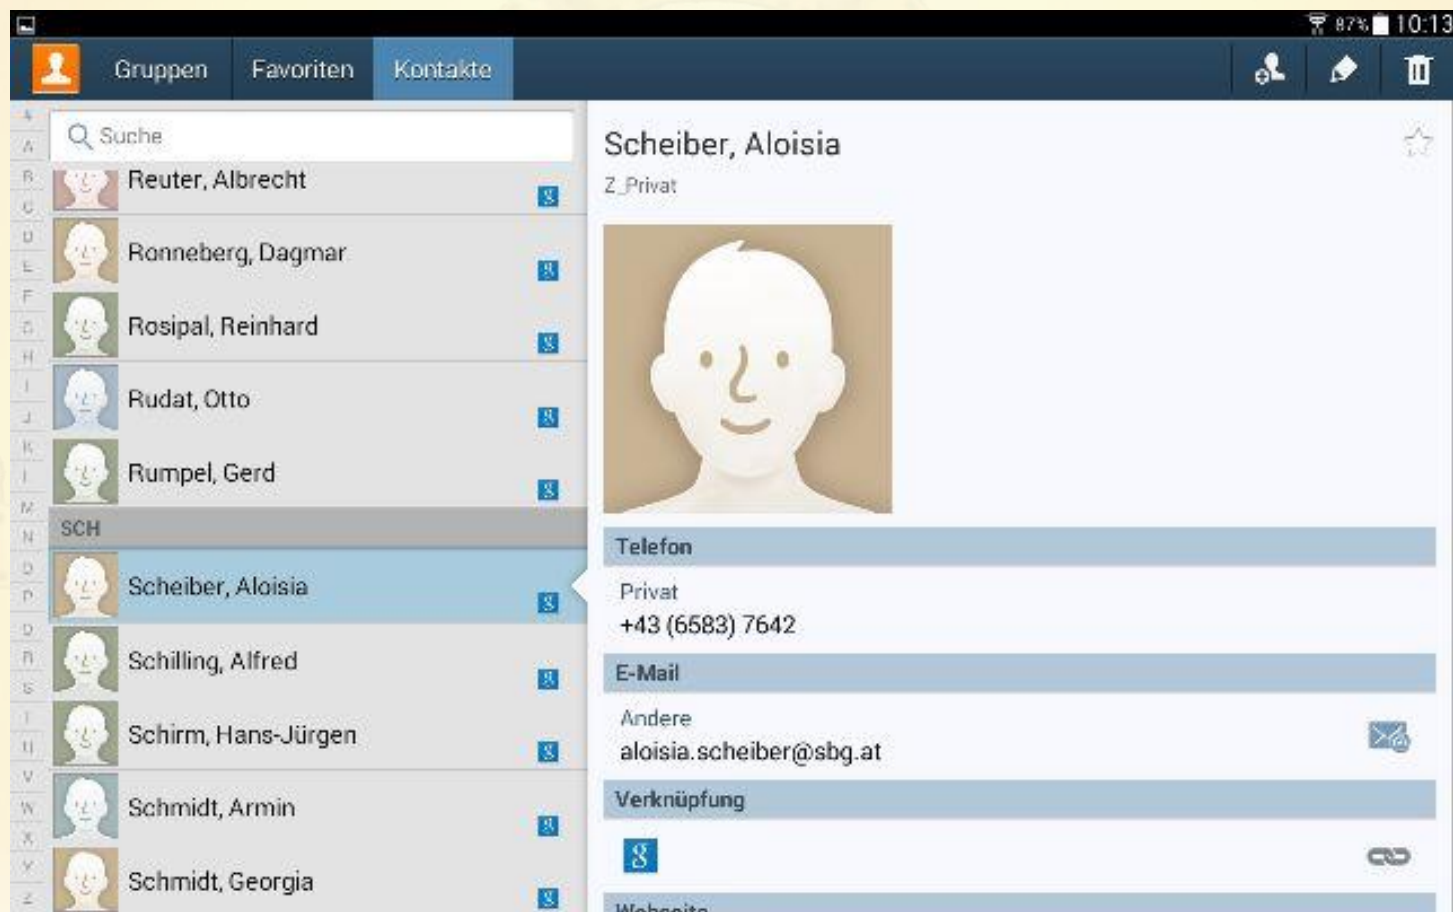 87% 10:13
Gruppen Favoriten Kontakte
Suche
Reuter, Albrecht
Ronneberg, Dagmar
Rosipal, Reinhard
Rudat, Otto
Rumpel, Gerd
SCH
Scheiber, Aloisia
Schilling, Alfred
Schirm, Hans-Jürgen
Schmidt, Armin
Schmidt, Georgia
Scheiber, Aloisia
Z_Privat
Telefon
Privat
+43 (6583) 7642
E-Mail
Andere
aloisia.scheiber@sbg.at
Verknüpfung
Webseite